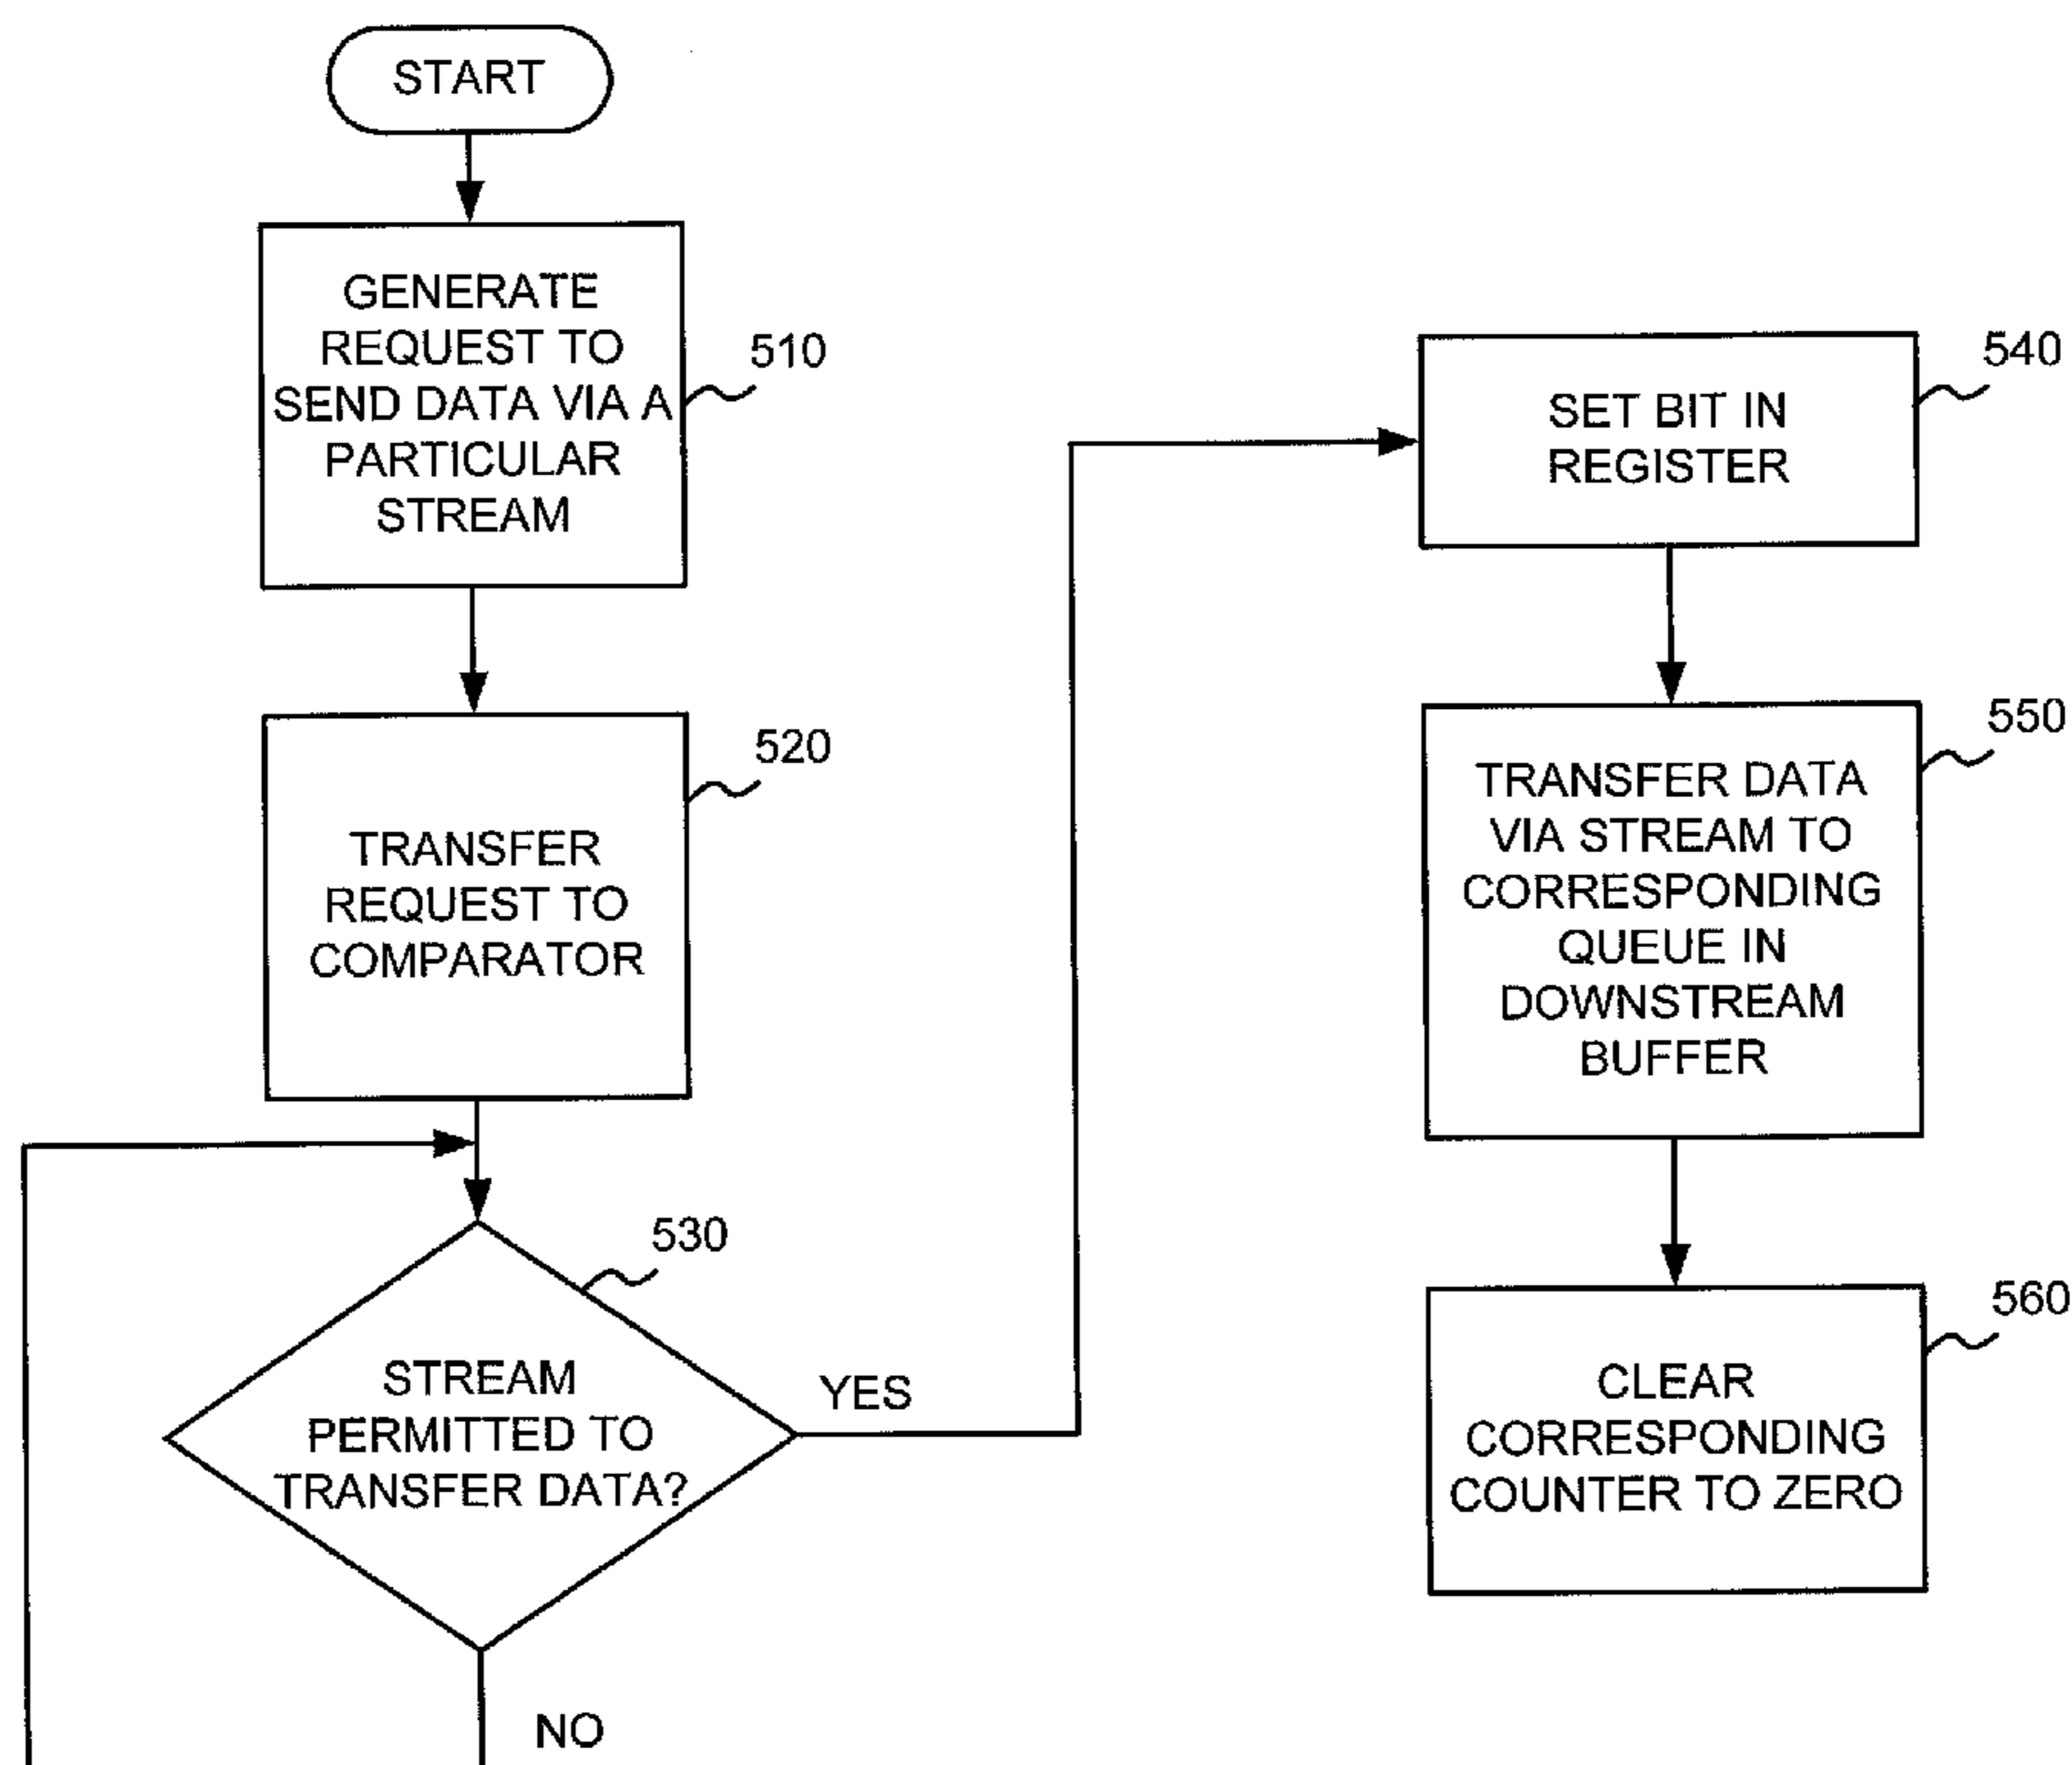 START
GENERATE
REQUEST TO
SEND DATA VIA A
PARTICULAR
STREAM
510
TRANSFER
REQUEST TO
COMPARATOR
520
STREAM
PERMITTED TO
TRANSFER DATA?
530
YES
NO
SET BIT IN
REGISTER
540
TRANSFER DATA
VIA STREAM TO
CORRESPONDING
QUEUE IN
DOWNSTREAM
BUFFER
550
CLEAR
CORRESPONDING
COUNTER TO ZERO
560